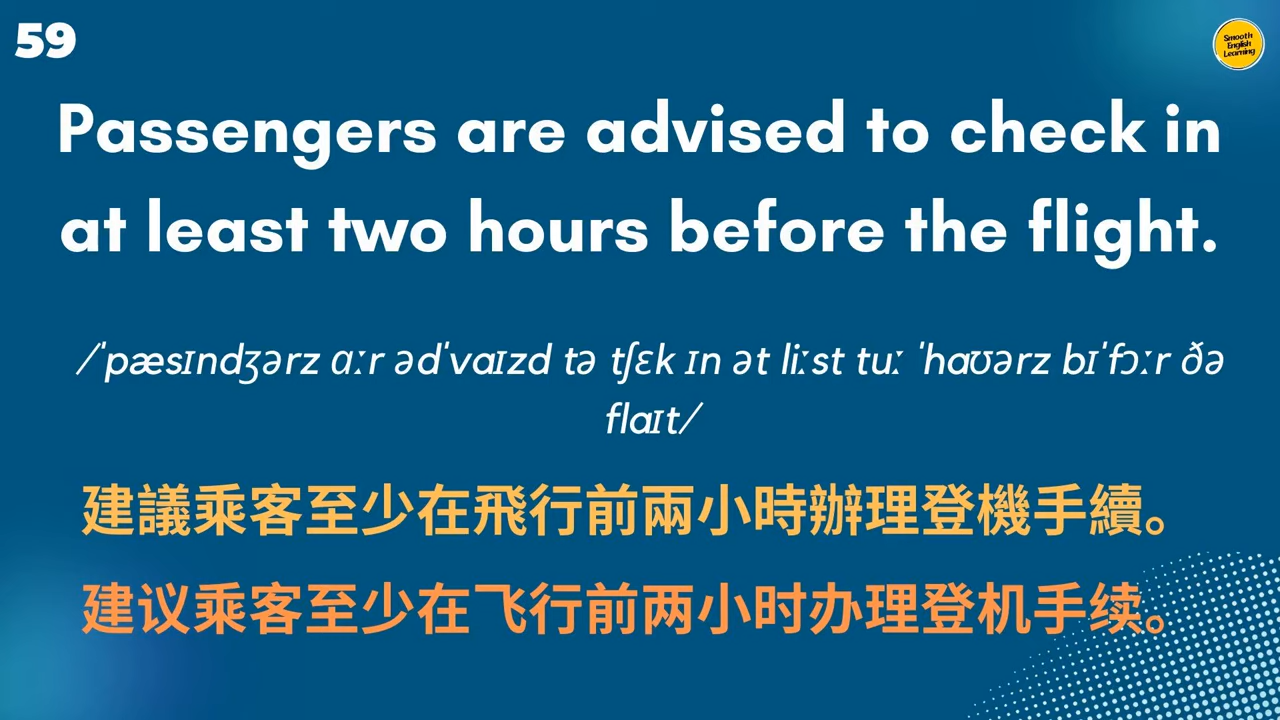 59
Smooth
English
Learning
Passengers are advised to check in
at least two hours before the flight.
/ˈpæsɪndʒərz ɑːr ədˈvaɪzd tə tʃɛk ɪn ət liːst tuː ˈhaʊərz bɪˈfɔːr ðə
flaɪt/
建議乘客至少在飛行前兩小時辦理登機手續。
建议乘客至少在飞行前两小时办理登机手续。